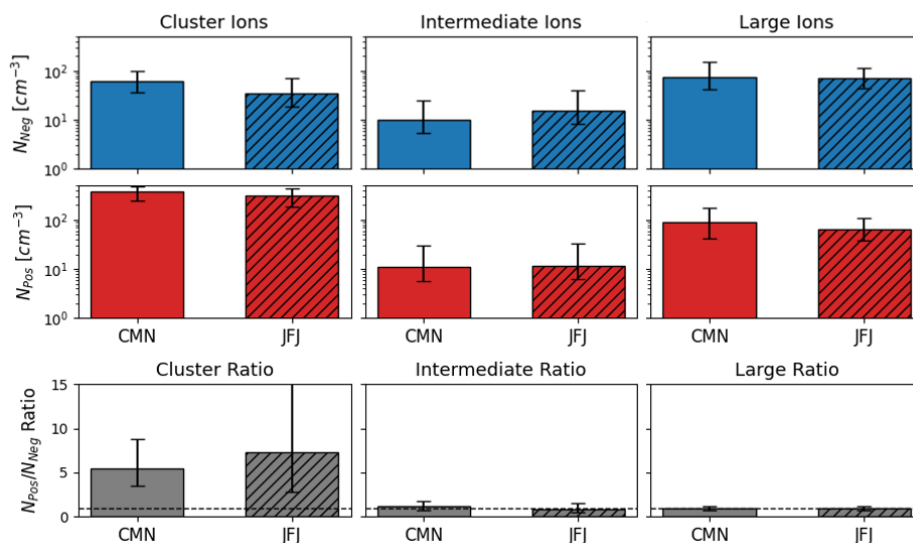 Cluster Ions Intermediate Ions Large Ions
N_Neg [cm^-3]
10^2
10^1
10^0
N_Pos [cm^-3]
10^2
10^1
10^0
CMN JFJ CMN JFJ CMN JFJ
Cluster Ratio Intermediate Ratio Large Ratio
N_Pos/N_Neg Ratio
15
10
5
0
CMN JFJ CMN JFJ CMN JFJ